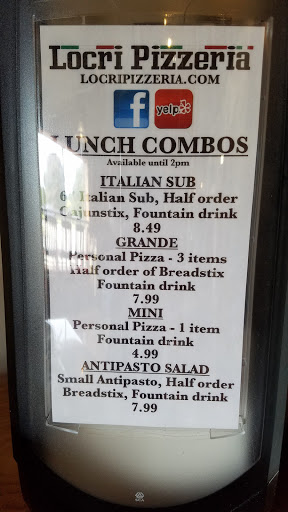 Locri Pizzeria
LOCRIPIZZERIA.COM
f yelp
LUNCH COMBOS
Available until 2pm
ITALIAN SUB
6" Italian Sub, Half order
Cajunstix, Fountain drink
8.49
GRANDE
Personal Pizza - 3 items
Half order of Breadstix
Fountain drink
7.99
MINI
Personal Pizza - 1 item
Fountain drink
4.99
ANTIPASTO SALAD
Small Antipasto, Half order
Breadstix, Fountain drink
7.99